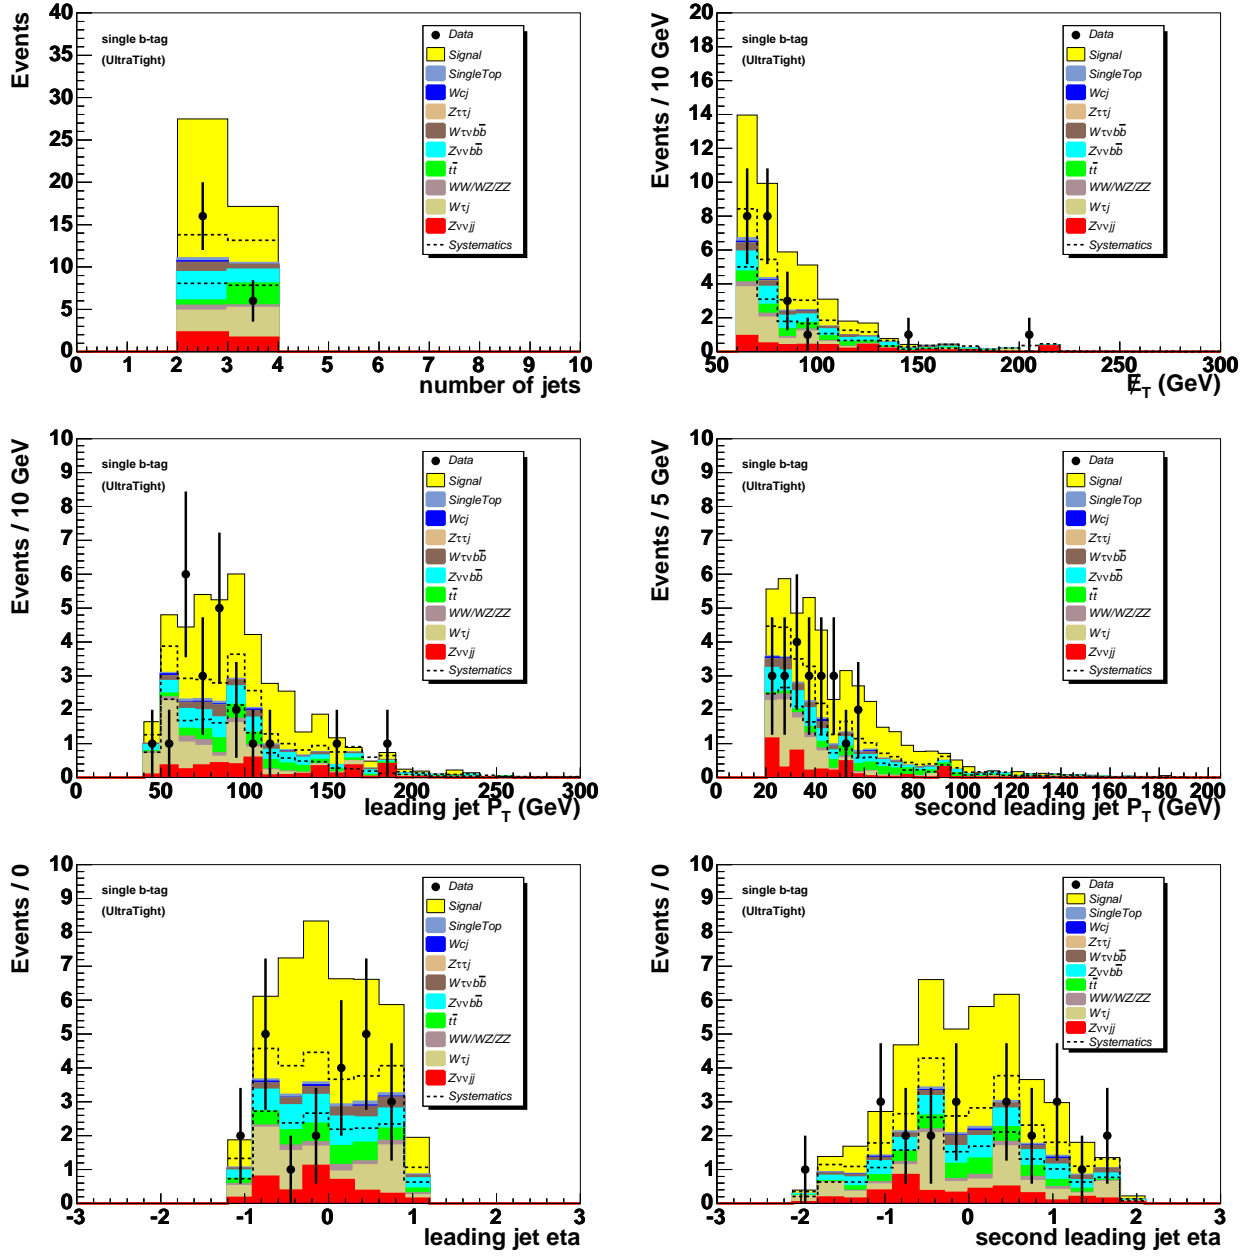 Events
40
35
30
25
20
15
10
5
0
single b-tag
(UltraTight)
Data
Signal
SingleTop
Wcj
Zττj
Wτνbb̅
Zννbb̅
tt̅
WW/WZ/ZZ
Wτj
Zννjj
Systematics
0 1 2 3 4 5 6 7 8 9 10
number of jets
Events / 10 GeV
20
18
16
14
12
10
8
6
4
2
0
single b-tag
(UltraTight)
Data
Signal
SingleTop
Wcj
Zττj
Wτνbb̅
Zννbb̅
tt̅
WW/WZ/ZZ
Wτj
Zννjj
Systematics
50 100 150 200 250 300
E̸_T (GeV)
Events / 10 GeV
10
9
8
7
6
5
4
3
2
1
0
single b-tag
(UltraTight)
Data
Signal
SingleTop
Wcj
Zττj
Wτνbb̅
Zννbb̅
tt̅
WW/WZ/ZZ
Wτj
Zννjj
Systematics
0 50 100 150 200 250 300
leading jet P_T (GeV)
Events / 5 GeV
10
9
8
7
6
5
4
3
2
1
0
single b-tag
(UltraTight)
Data
Signal
SingleTop
Wcj
Zττj
Wτνbb̅
Zννbb̅
tt̅
WW/WZ/ZZ
Wτj
Zννjj
Systematics
0 20 40 60 80 100 120 140 160 180 200
second leading jet P_T (GeV)
Events / 0
10
9
8
7
6
5
4
3
2
1
0
single b-tag
(UltraTight)
Data
Signal
SingleTop
Wcj
Zττj
Wτνbb̅
Zννbb̅
tt̅
WW/WZ/ZZ
Wτj
Zννjj
Systematics
-3 -2 -1 0 1 2 3
leading jet eta
Events / 0
10
9
8
7
6
5
4
3
2
1
0
single b-tag
(UltraTight)
Data
Signal
SingleTop
Wcj
Zττj
Wτνbb̅
Zννbb̅
tt̅
WW/WZ/ZZ
Wτj
Zννjj
Systematics
-3 -2 -1 0 1 2 3
second leading jet eta